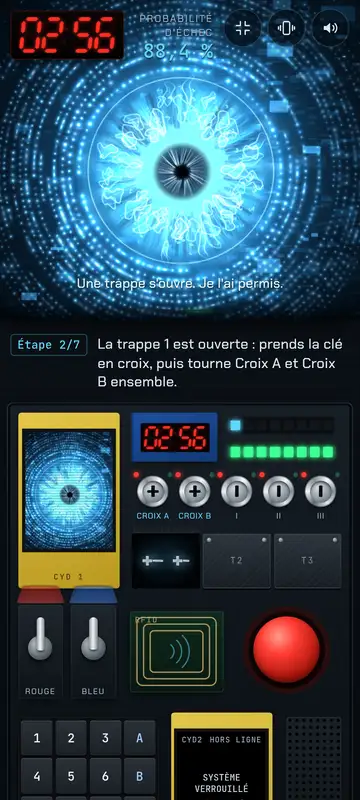 02 56
PROBABILITÉ
D'ÉCHEC
88,4 %
Une trappe s'ouvre. Je l'ai permis.
Étape 2/7
La trappe 1 est ouverte : prends la clé
en croix, puis tourne Croix A et Croix
B ensemble.
02 56
CYD 1
CROIX A
CROIX B
I
II
III
T2
T3
ROUGE
BLEU
RFID
1
2
3
A
4
5
6
B
CYD2 HORS LIGNE
SYSTÈME
VERROUILLÉ